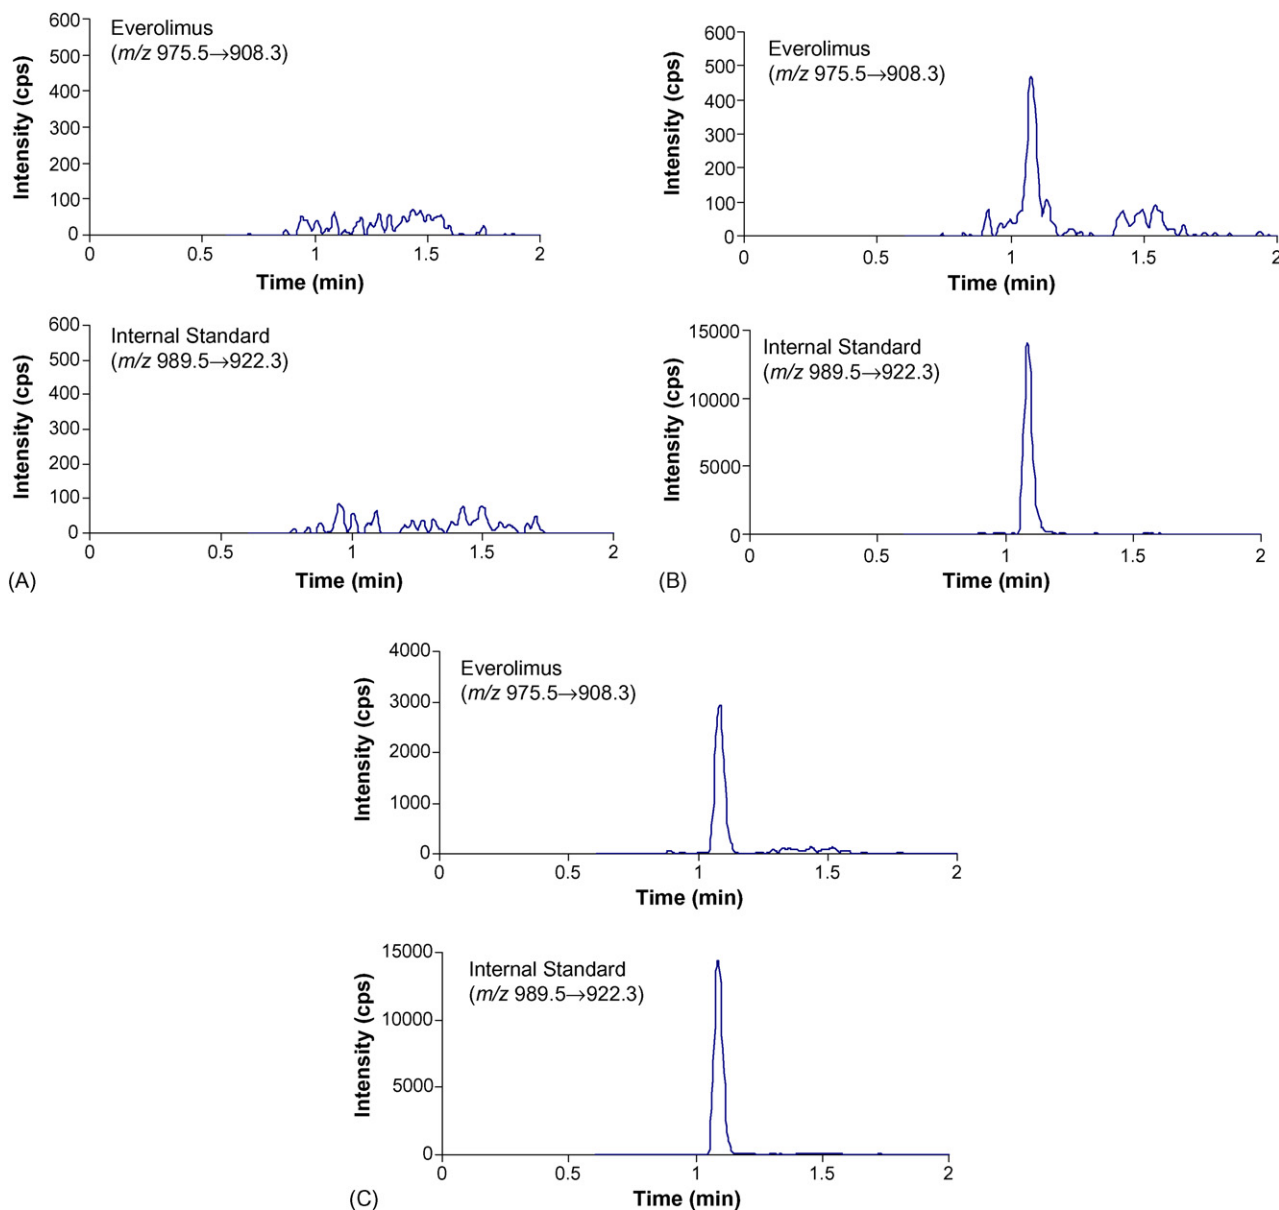 Everolimus
(m/z 975.5→908.3)
Intensity (cps)
600
500
400
300
200
100
0
0 0.5 1 1.5 2
Time (min)
Internal Standard
(m/z 989.5→922.3)
Intensity (cps)
600
500
400
300
200
100
0
0 0.5 1 1.5 2
Time (min)
(A)
Everolimus
(m/z 975.5→908.3)
Intensity (cps)
600
500
400
300
200
100
0
0 0.5 1 1.5 2
Time (min)
Internal Standard
(m/z 989.5→922.3)
Intensity (cps)
15000
10000
5000
0
0 0.5 1 1.5 2
Time (min)
(B)
Everolimus
(m/z 975.5→908.3)
Intensity (cps)
4000
3000
2000
1000
0
0 0.5 1 1.5 2
Time (min)
Internal Standard
(m/z 989.5→922.3)
Intensity (cps)
15000
10000
5000
0
0 0.5 1 1.5 2
Time (min)
(C)